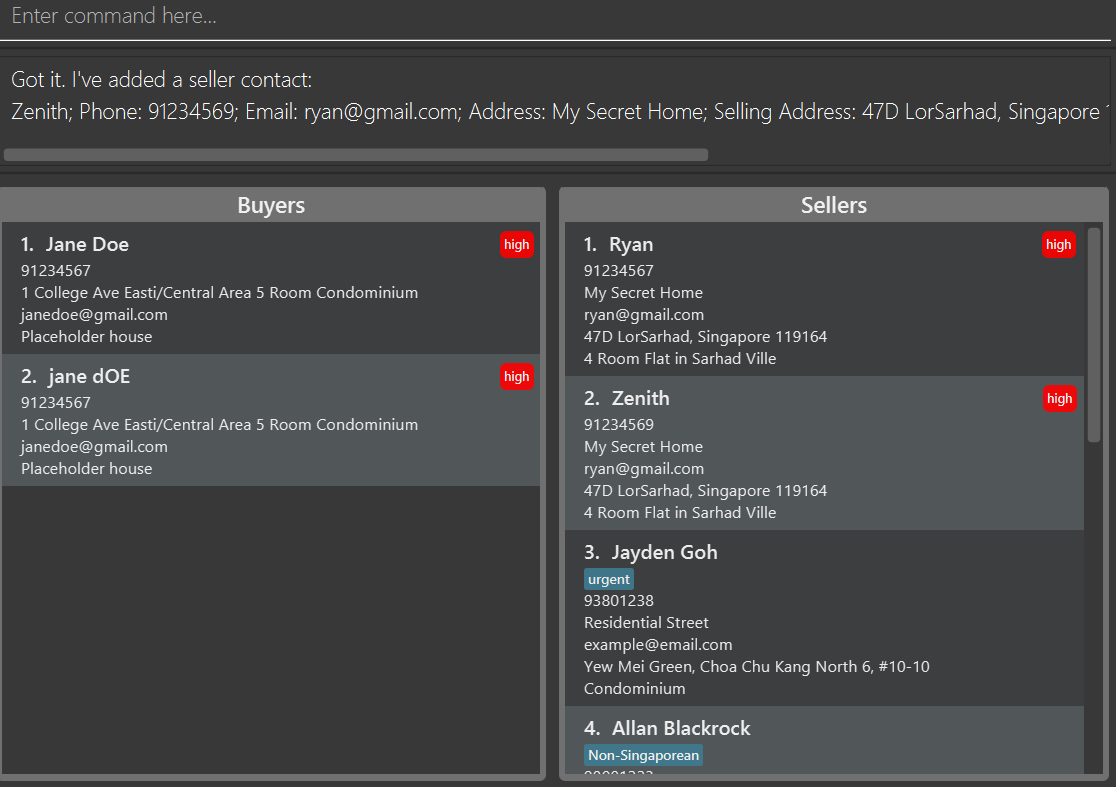 Enter command here...
Got it. I've added a seller contact:
Zenith; Phone: 91234569; Email: ryan@gmail.com; Address: My Secret Home; Selling Address: 47D LorSarhad, Singapore
Buyers
1. Jane Doe
high
91234567
1 College Ave Easti/Central Area 5 Room Condominium
janedoe@gmail.com
Placeholder house
2. jane dOE
high
91234567
1 College Ave Easti/Central Area 5 Room Condominium
janedoe@gmail.com
Placeholder house
Sellers
1. Ryan
high
91234567
My Secret Home
ryan@gmail.com
47D LorSarhad, Singapore 119164
4 Room Flat in Sarhad Ville
2. Zenith
high
91234569
My Secret Home
ryan@gmail.com
47D LorSarhad, Singapore 119164
4 Room Flat in Sarhad Ville
3. Jayden Goh
urgent
93801238
Residential Street
example@email.com
Yew Mei Green, Choa Chu Kang North 6, #10-10
Condominium
4. Allan Blackrock
Non-Singaporean